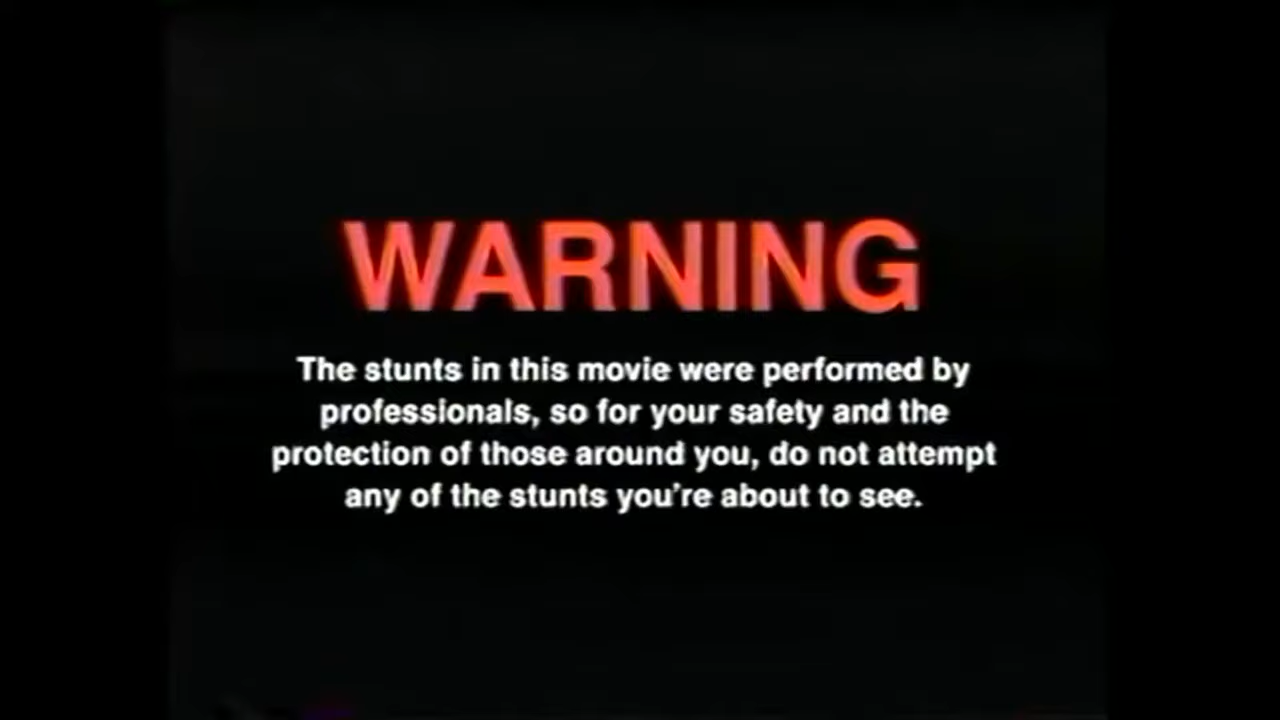 WARNING
The stunts in this movie were performed by
professionals, so for your safety and the
protection of those around you, do not attempt
any of the stunts you're about to see.